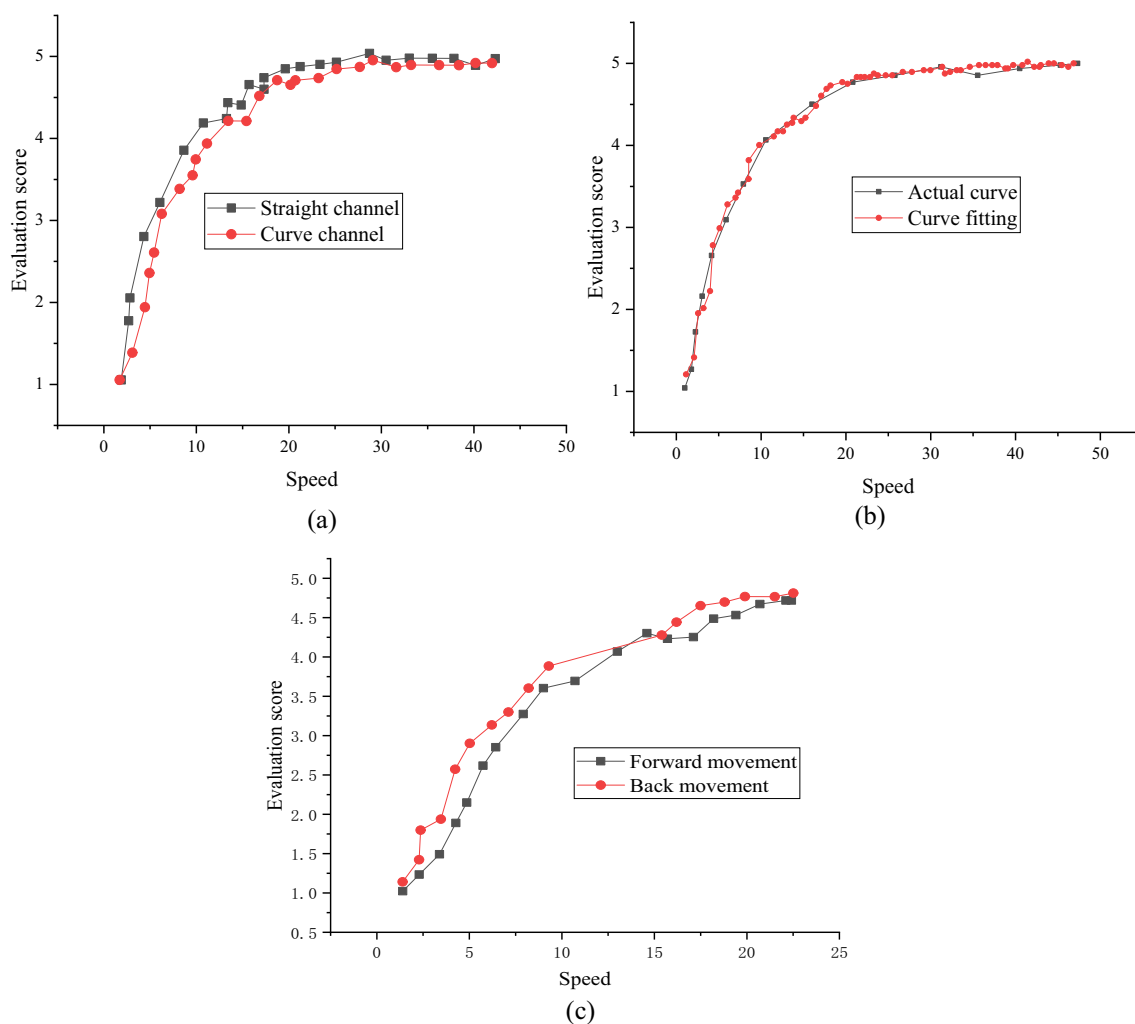 5
4
3
2
1
Evaluation score
Straight channel
Curve channel
0
10
20
30
40
50
Speed
(a)
5
4
3
2
1
Evaluation score
Actual curve
Curve fitting
0
10
20
30
40
50
Speed
(b)
5.0
4.5
4.0
3.5
3.0
2.5
2.0
1.5
1.0
0.5
Evaluation score
Forward movement
Back movement
0
5
10
15
20
25
Speed
(c)